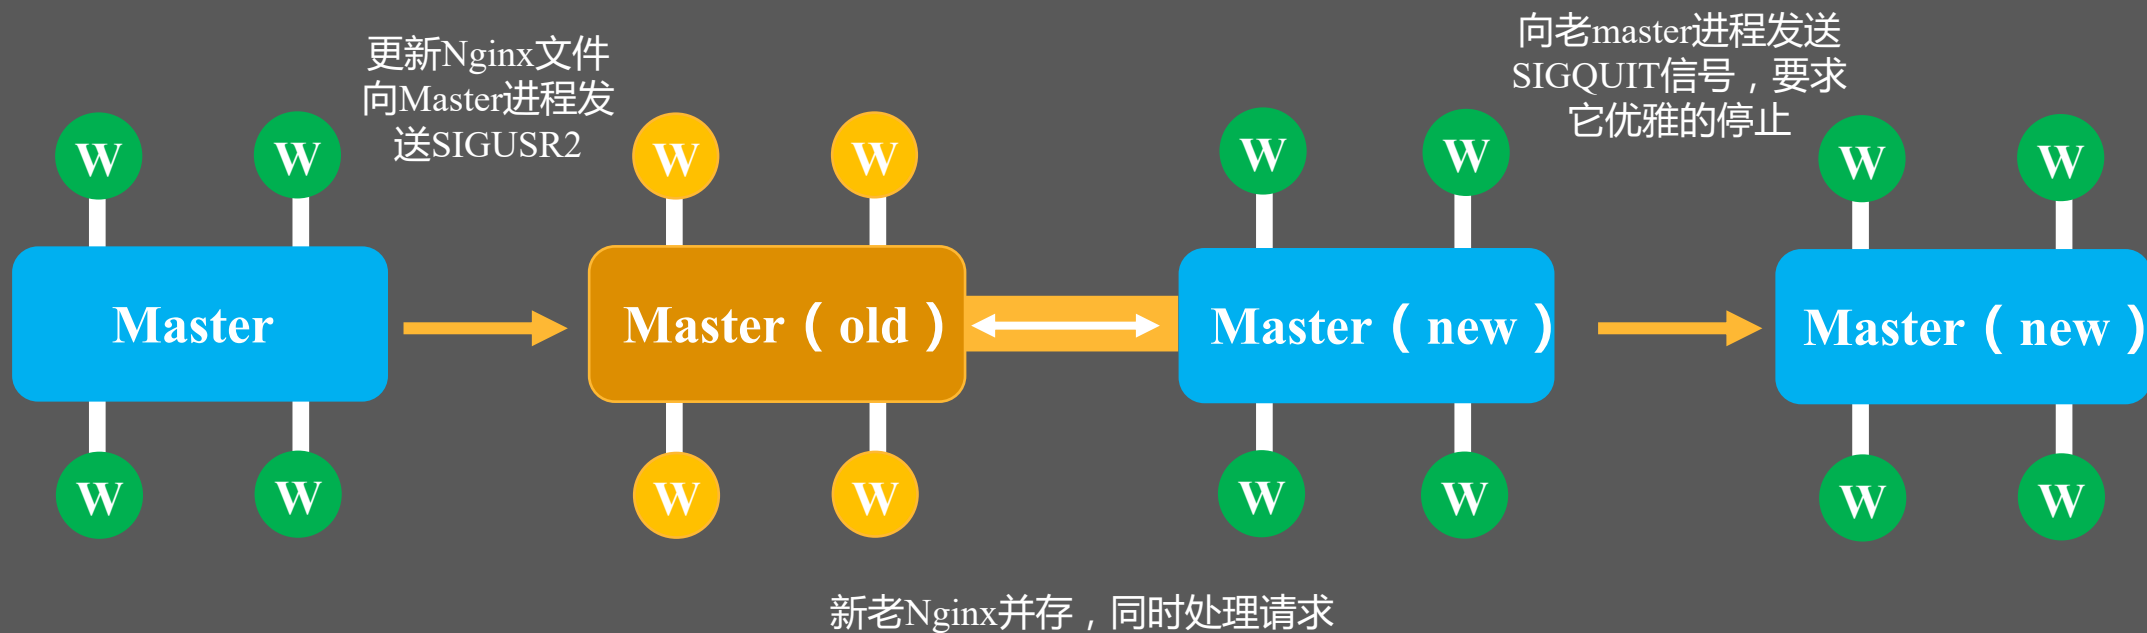 更新Nginx文件
向Master进程发
送SIGUSR2
向老master进程发送
SIGQUIT信号，要求
它优雅的停止
W
W
W
W
W
W
W
W
Master
Master（old）
Master（new）
Master（new）
W
W
W
W
W
W
W
W
新老Nginx并存，同时处理请求